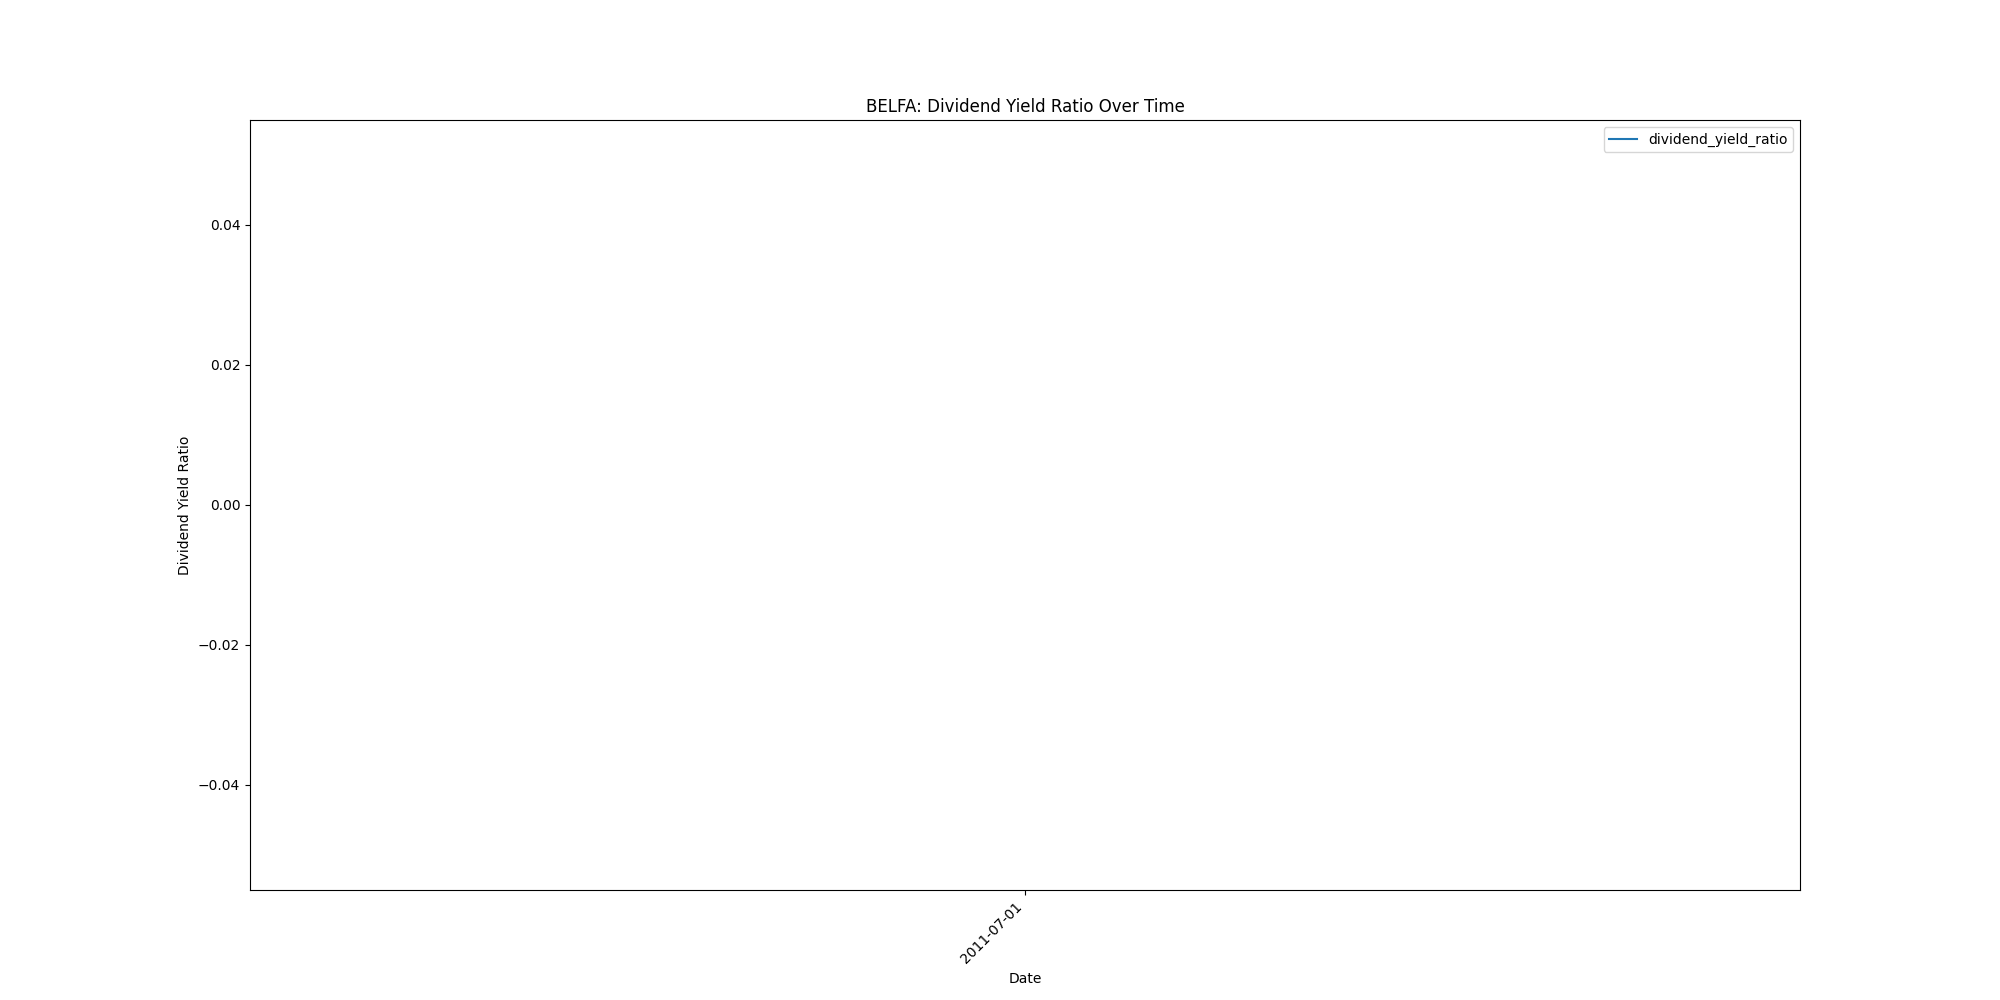 BELFA: Dividend Yield Ratio Over Time
dividend_yield_ratio
0.04
0.02
0.00
−0.02
−0.04
Dividend Yield Ratio
2011-07-01
Date